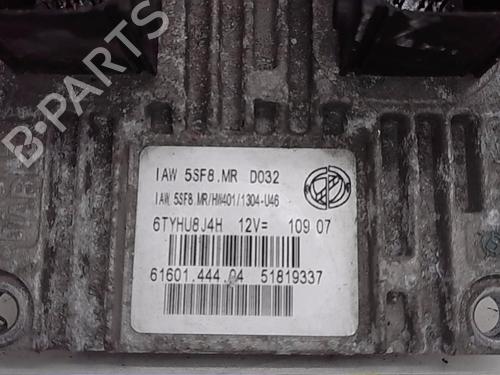 B-PARTS
IAW 5SF8.MR D032
IAW 5SF8 MR/HW401/1304-U46
6TYHU8J4H 12V= 109 07
61601.444.04 51819337